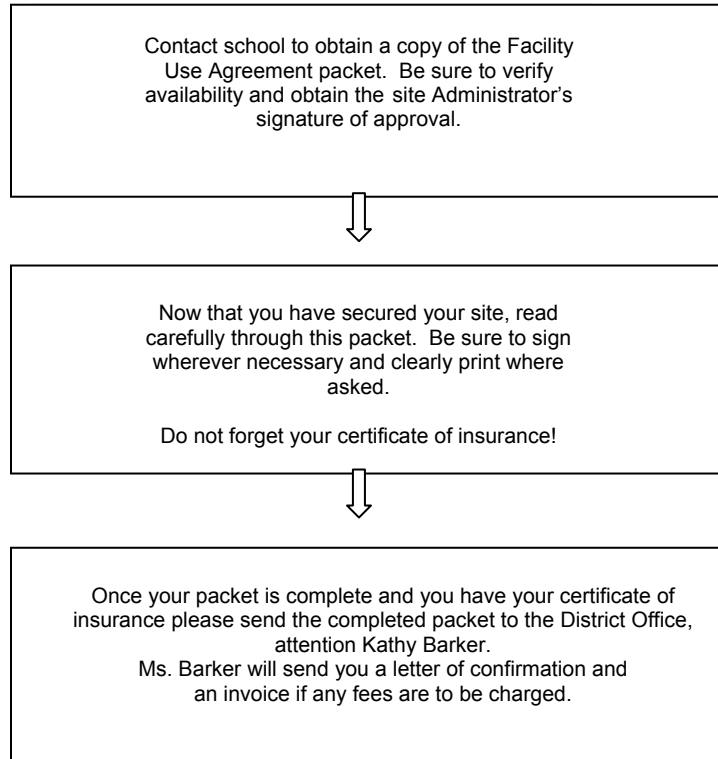 Contact school to obtain a copy of the Facility
Use Agreement packet.  Be sure to verify
availability and obtain the site Administrator’s
signature of approval.
Now that you have secured your site, read
carefully through this packet.  Be sure to sign
wherever necessary and clearly print where
asked.
Do not forget your certificate of insurance!
Once your packet is complete and you have your certificate of
insurance please send the completed packet to the District Office,
attention Kathy Barker.
Ms. Barker will send you a letter of confirmation and
an invoice if any fees are to be charged.